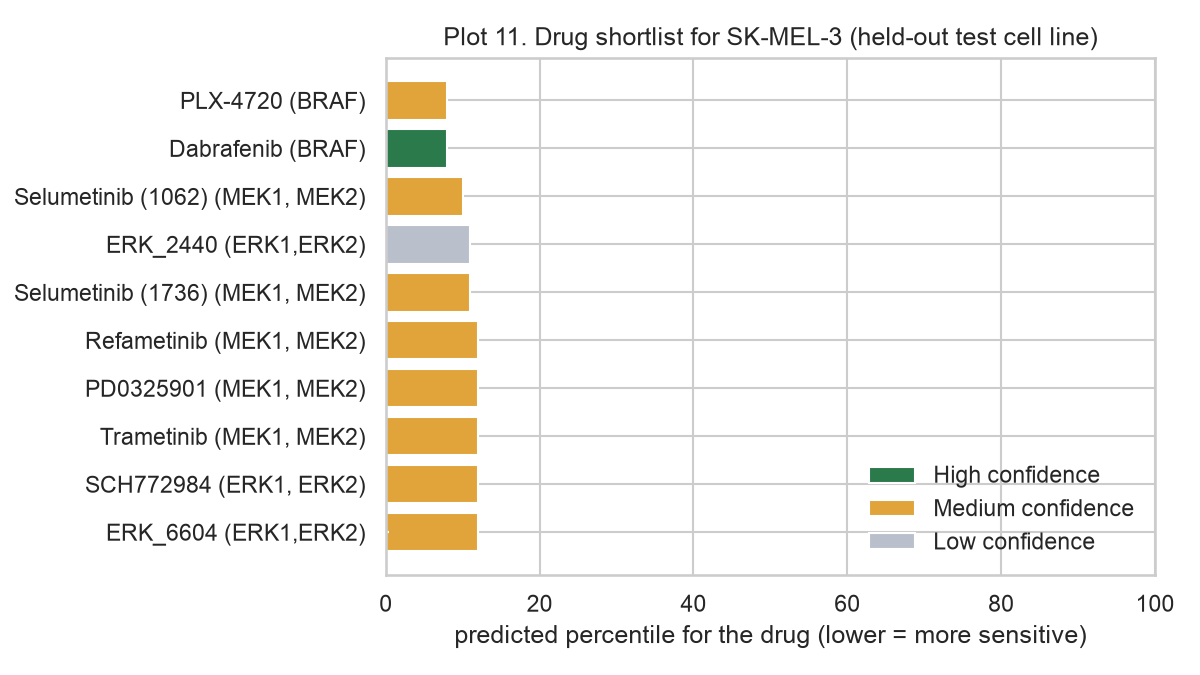 Plot 11. Drug shortlist for SK-MEL-3 (held-out test cell line)
PLX-4720 (BRAF)
Dabrafenib (BRAF)
Selumetinib (1062) (MEK1, MEK2)
ERK_2440 (ERK1,ERK2)
Selumetinib (1736) (MEK1, MEK2)
Refametinib (MEK1, MEK2)
PD0325901 (MEK1, MEK2)
Trametinib (MEK1, MEK2)
SCH772984 (ERK1, ERK2)
ERK_6604 (ERK1,ERK2)
High confidence
Medium confidence
Low confidence
0 20 40 60 80 100
predicted percentile for the drug (lower = more sensitive)